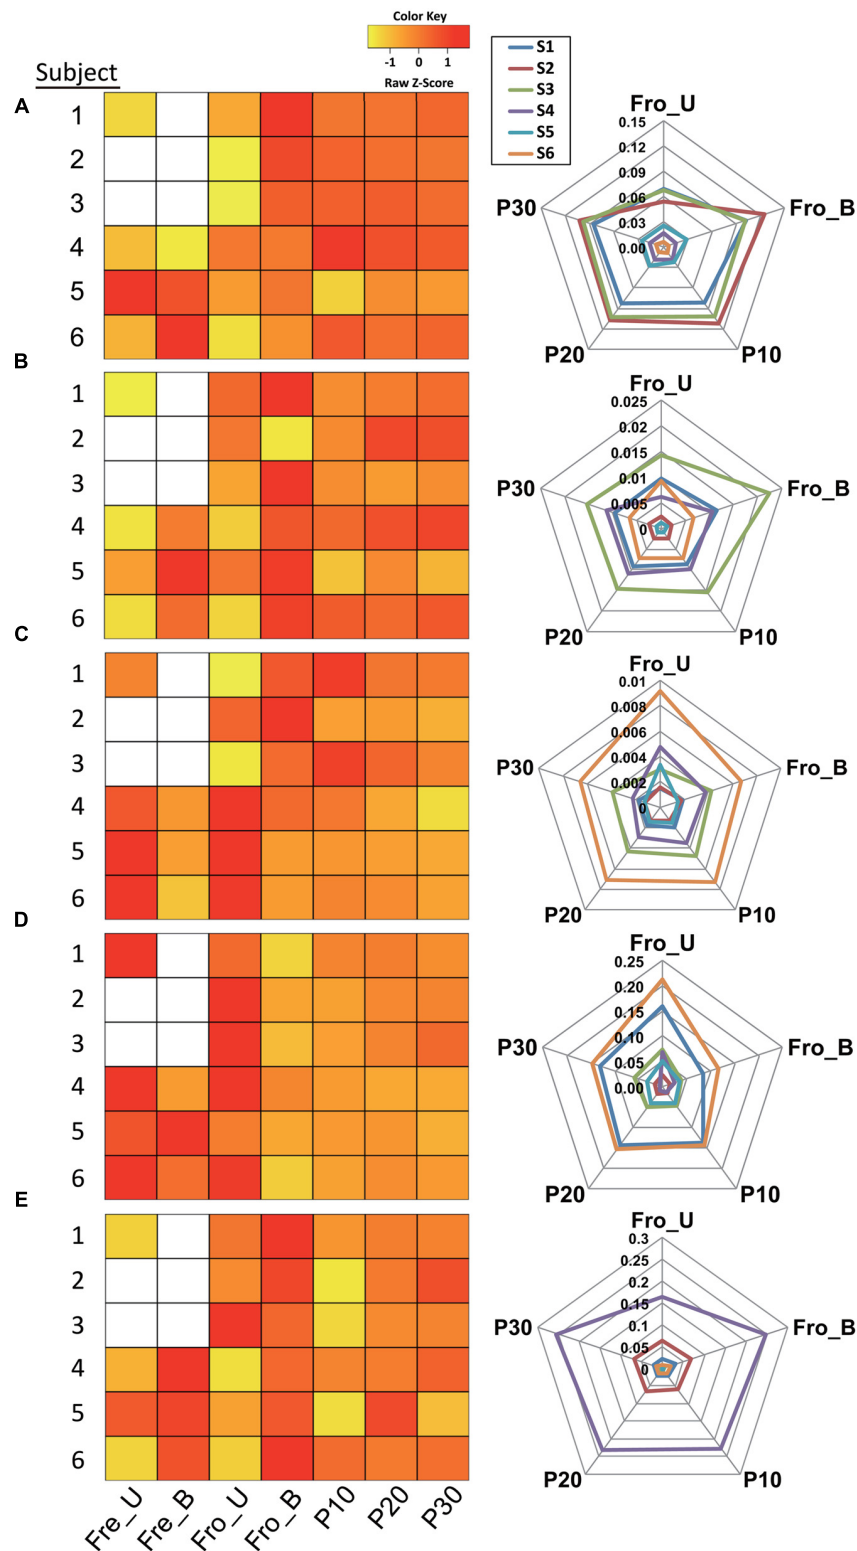 Color Key
-1 0 1
Raw Z-Score
Subject
S1
S2
S3
S4
S5
S6
A
1
2
3
4
5
6
Fro_U
0.15
0.12
0.09
0.06
0.03
0.00
P30
Fro_B
P20
P10
B
1
2
3
4
5
6
Fro_U
0.025
0.02
0.015
0.01
0.005
0
P30
Fro_B
P20
P10
C
1
2
3
4
5
6
Fro_U
0.01
0.008
0.006
0.004
0.002
0
P30
Fro_B
P20
P10
D
1
2
3
4
5
6
Fro_U
0.25
0.20
0.15
0.10
0.05
0.00
P30
Fro_B
P20
P10
E
1
2
3
4
5
6
Fro_U
0.3
0.25
0.2
0.15
0.1
0.05
0
P30
Fro_B
P20
P10
Fre_U Fre_B Fro_U Fro_B P10 P20 P30